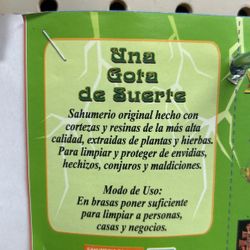 Una
Gota
de Suerte
Sahumerio original hecho con
cortezas y resinas de la más alta
calidad, extraidas de plantas y hierbas.
Para limpiar y proteger de envidias,
hechizos, conjuros y maldiciones.
Modo de Uso:
En brasas poner suficiente
para limpiar a personas,
casas y negocios.